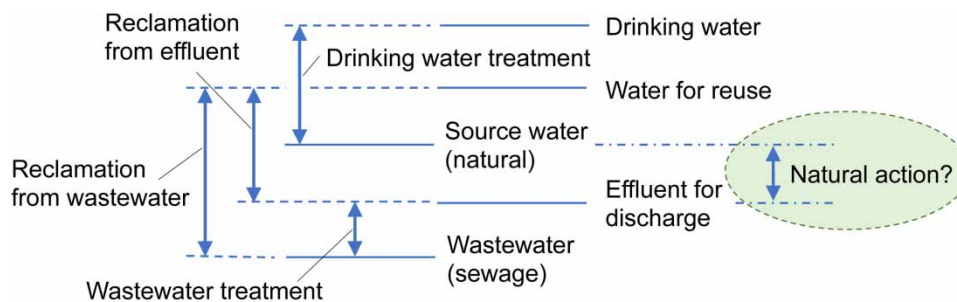 Reclamation
from effluent
Drinking water
Drinking water treatment
Water for reuse
Source water
(natural)
Reclamation
from wastewater
Natural action?
Effluent for
discharge
Wastewater
(sewage)
Wastewater treatment